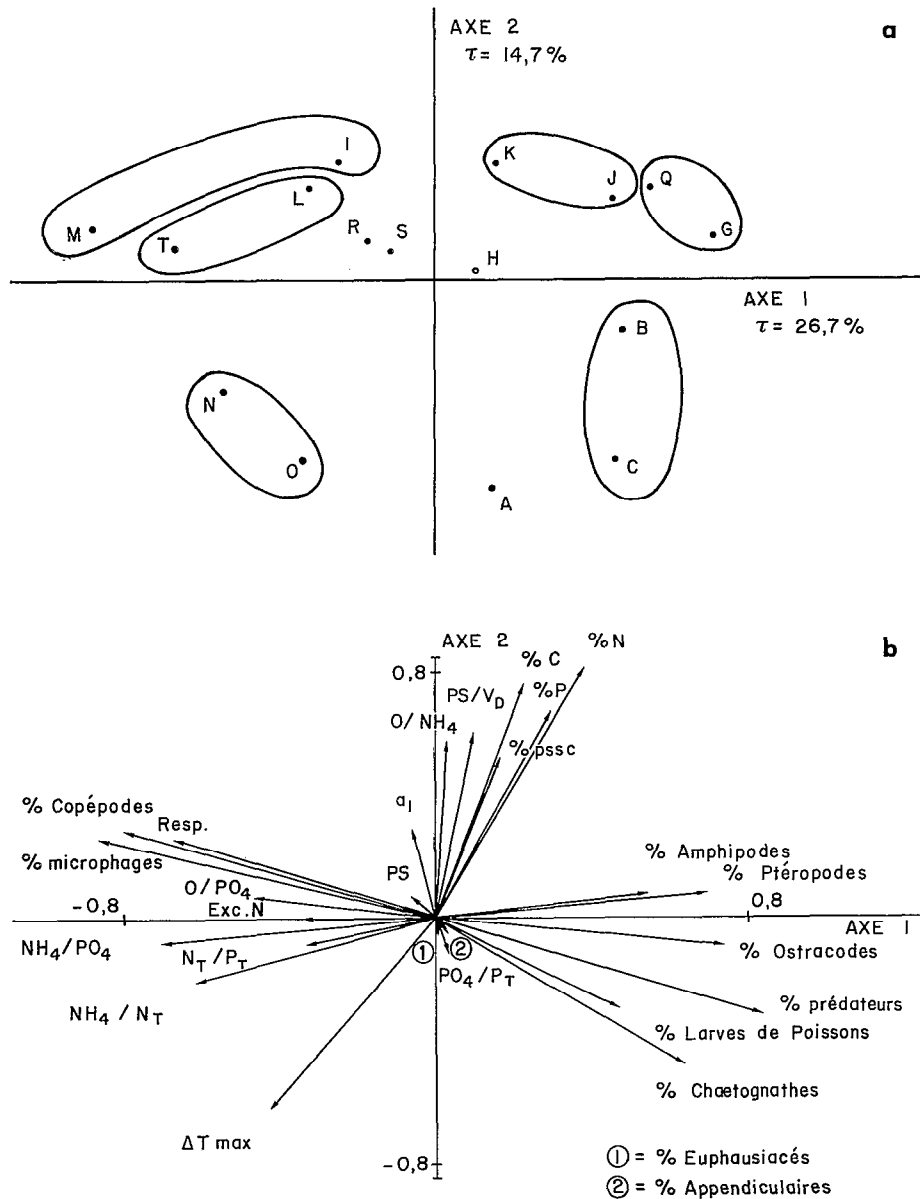 AXE 2
τ = 14,7%
a
I
K
J
Q
L
M
T
R
S
G
H
AXE 1
τ = 26,7%
B
N
O
C
A
b
AXE 2
%N
0,8
% C
%P
PS/VD
O/NH4
% pssc
a1
% Copépodes
Resp.
% microphages
PS
% Amphipodes
% Ptéropodes
O/PO4
-0,8
Exc.N
0,8
AXE 1
NH4/PO4
NT/PT
1
2
% Ostracodes
PO4/PT
NH4/NT
% prédateurs
% Larves de Poissons
% Chætognathes
ΔT max
-0,8
① = % Euphausiacés
② = % Appendiculaires